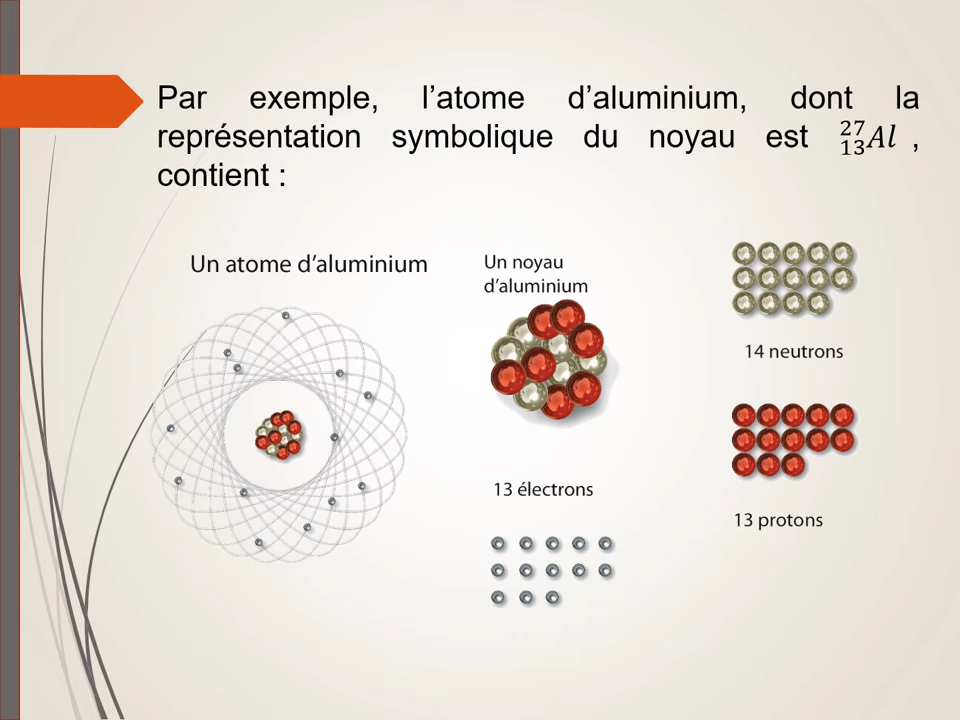 Par exemple, l’atome d’aluminium, dont la
représentation symbolique du noyau est ²⁷₁₃Al ,
contient :
Un atome d’aluminium
Un noyau
d’aluminium
14 neutrons
13 électrons
13 protons